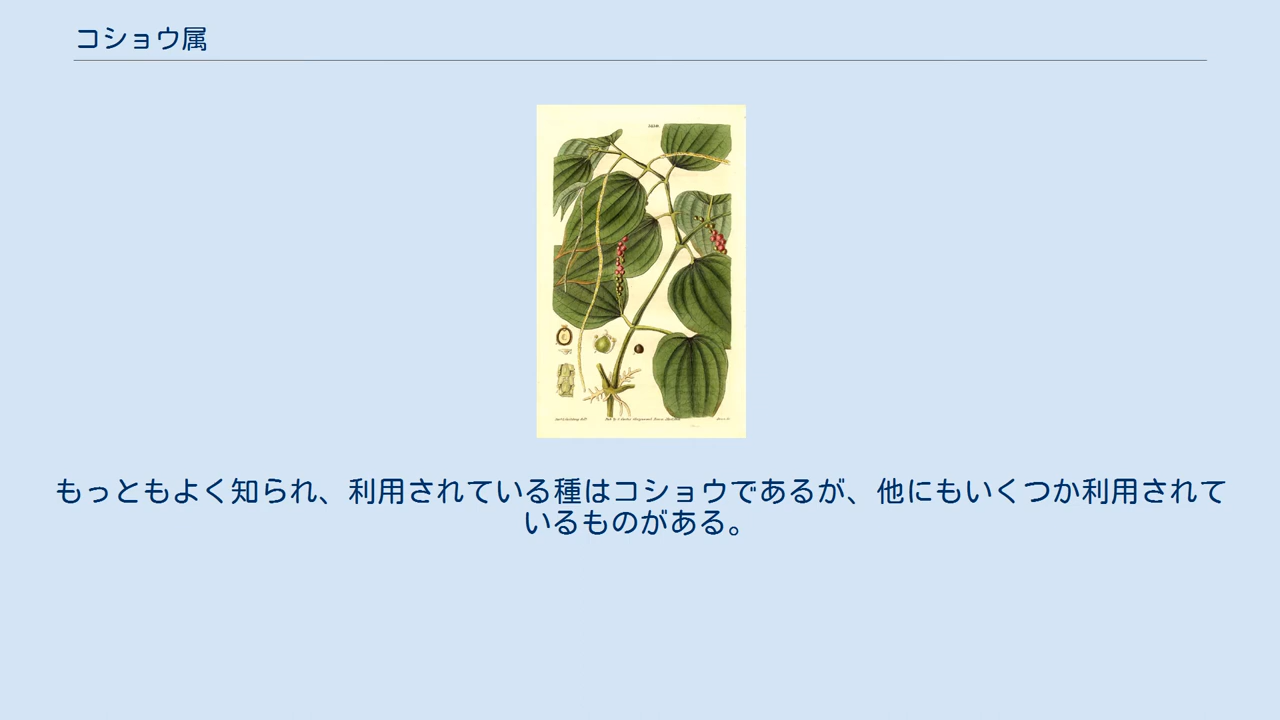 コショウ属
もっともよく知られ、利用されている種はコショウであるが、他にもいくつか利用されて
いるものがある。